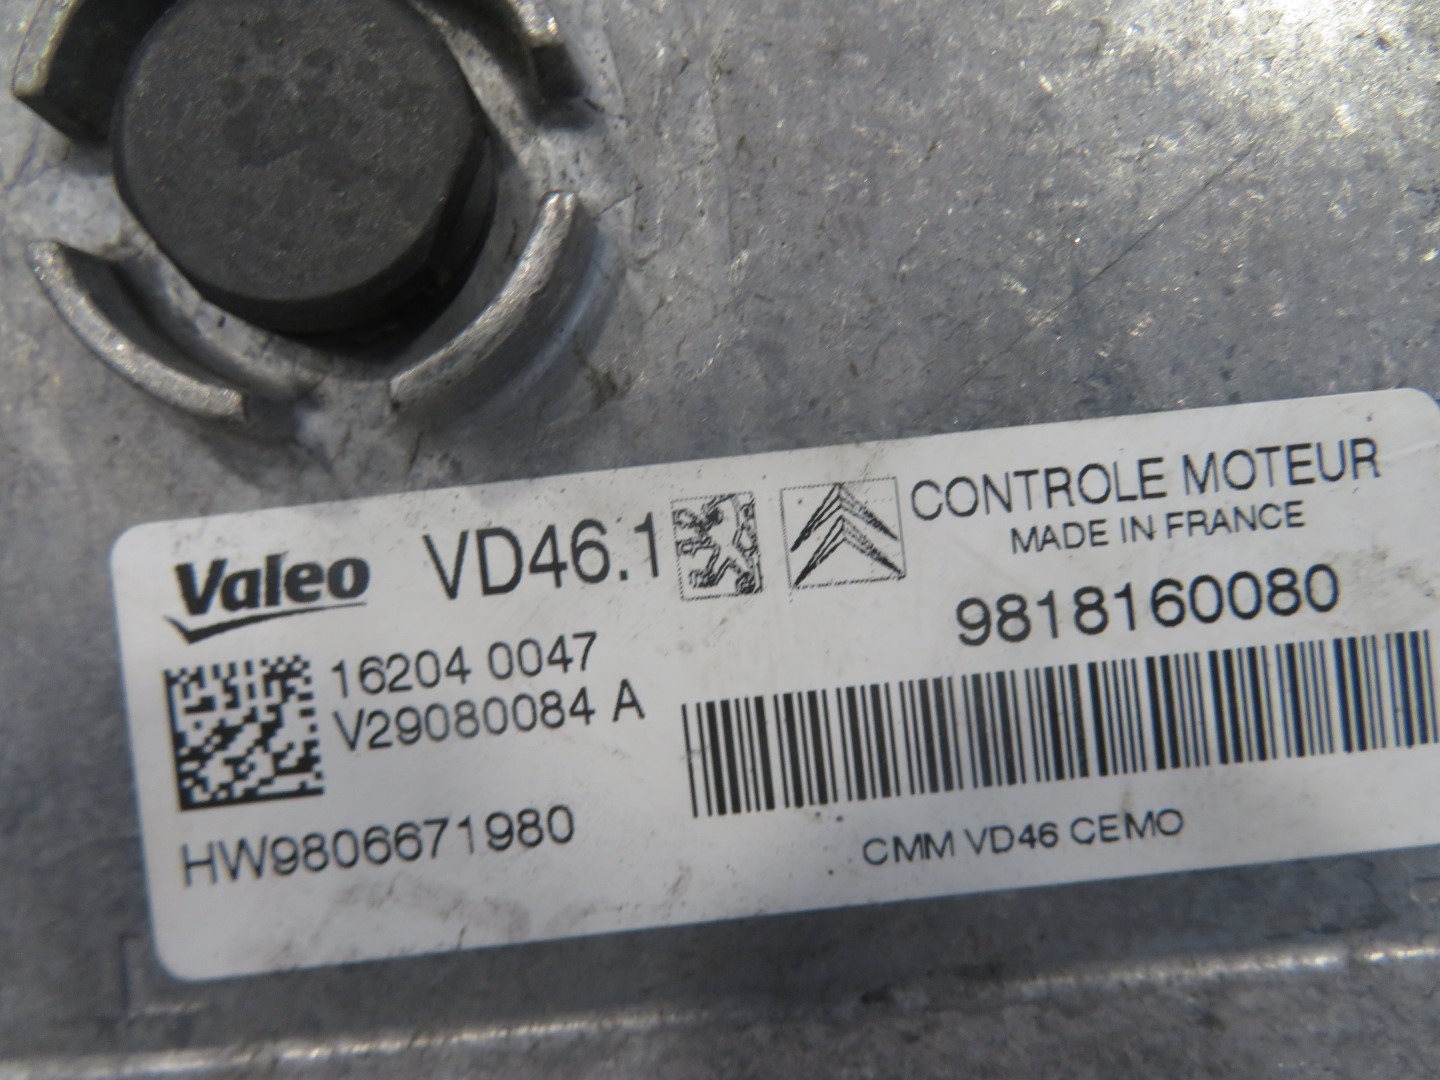 Valeo VD46.1
CONTROLE MOTEUR
MADE IN FRANCE
9818160080
16204 0047
V29080084 A
HW9806671980
CMM VD46 CEMO